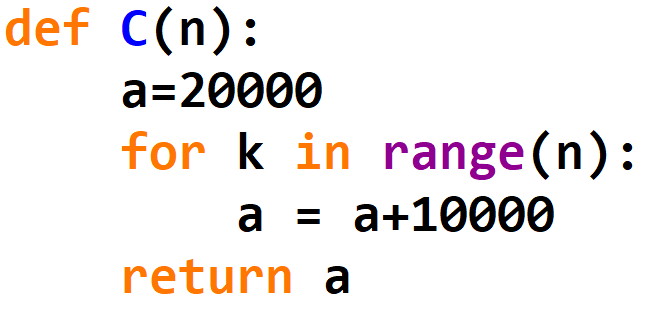 def C(n):
    a=20000
    for k in range(n):
        a = a+10000
    return a